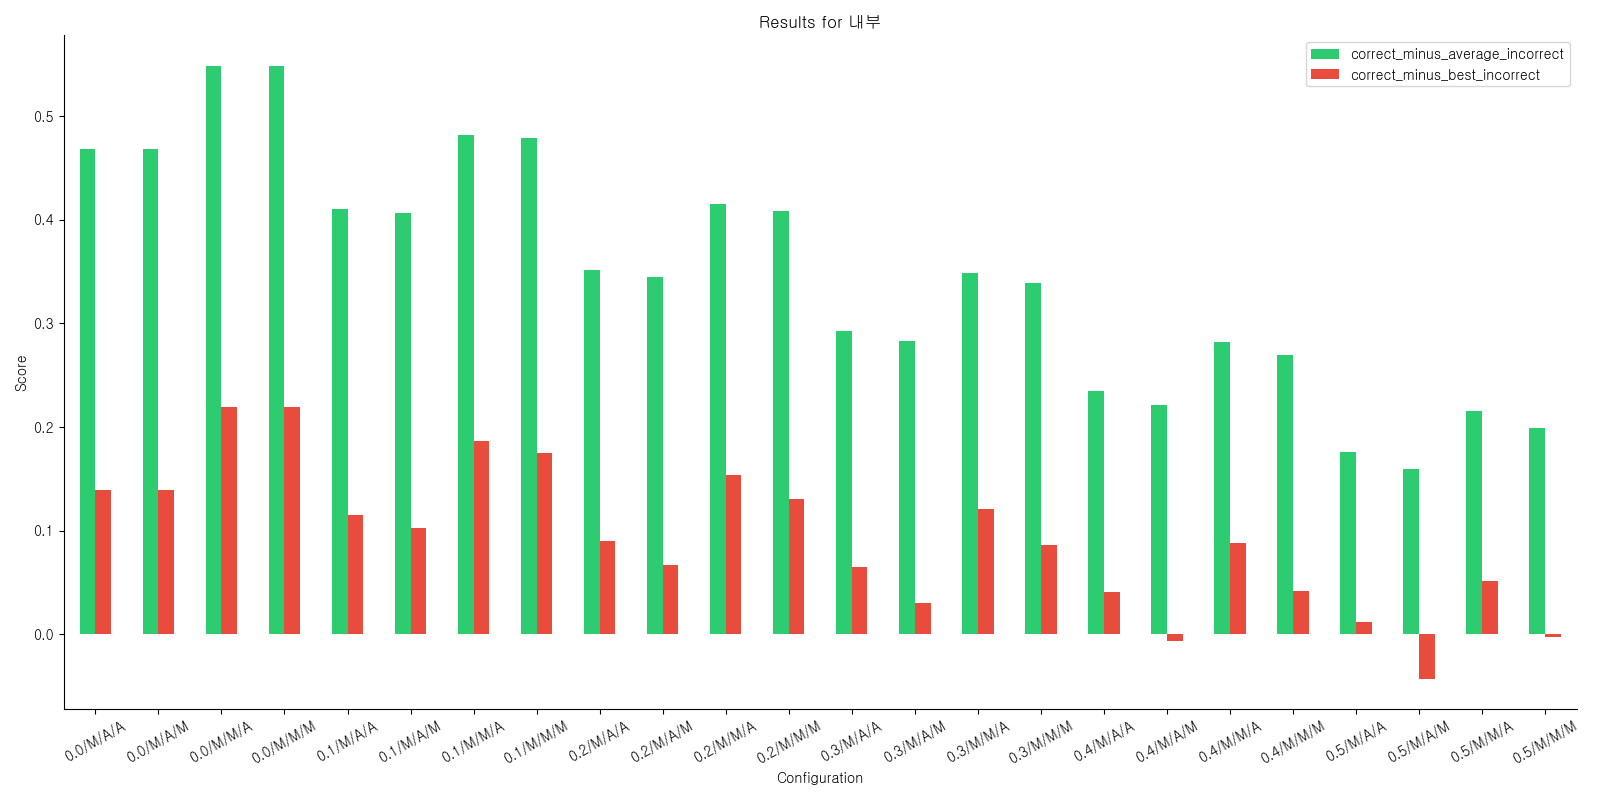 Results for 내부
correct_minus_average_incorrect
correct_minus_best_incorrect
Score
0.5
0.4
0.3
0.2
0.1
0.0
0.0/M/A/A
0.0/M/A/M
0.0/M/M/A
0.0/M/M/M
0.1/M/A/A
0.1/M/A/M
0.1/M/M/A
0.1/M/M/M
0.2/M/A/A
0.2/M/A/M
0.2/M/M/A
0.2/M/M/M
0.3/M/A/A
0.3/M/A/M
0.3/M/M/A
0.3/M/M/M
0.4/M/A/A
0.4/M/A/M
0.4/M/M/A
0.4/M/M/M
0.5/M/A/A
0.5/M/A/M
0.5/M/M/A
0.5/M/M/M
Configuration